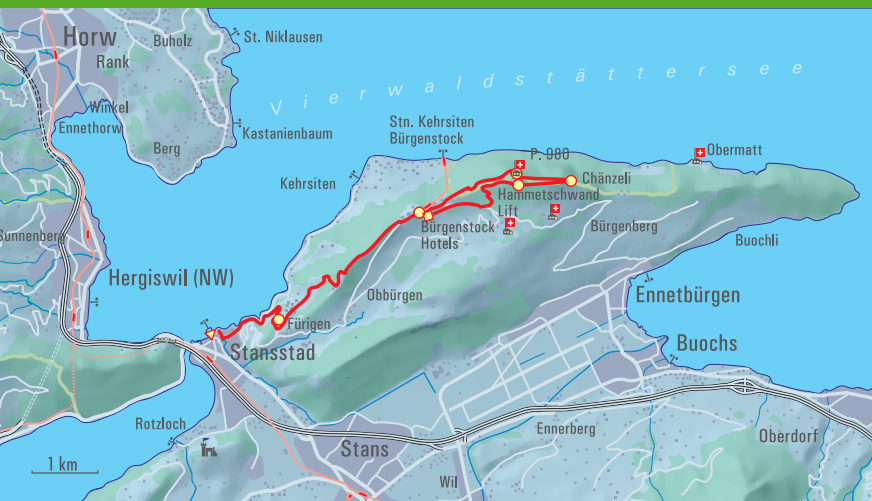 Horw
Buholz
St. Niklausen
Rank
Vierwaldstättersee
Winkel
Ennethorw
Kastanienbaum
Berg
Stn. Kehrsiten
Bürgenstock
P. 980
Obermatt
Kehrsiten
Chänzeli
Hammetschwand
Lift
Bürgenstock
Hotels
Bürgenberg
Buochli
Sunnenberg
Hergiswil (NW)
Obbürgen
Ennetbürgen
Fürigen
Stansstad
Buochs
Rotzloch
Ennerberg
Oberdorf
Stans
1 km
Wil